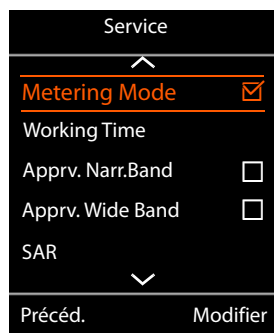 Service
Metering Mode
Working Time
Apprv. Narr.Band
Apprv. Wide Band
SAR
Précéd. Modifier